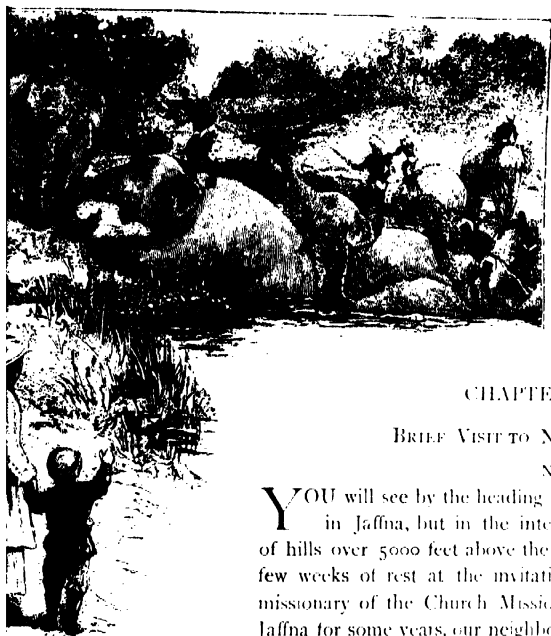 CHAPTE
BRIEF VISIT TO N
N
YOU will see by the heading
in Jaffna, but in the inte
of hills over 5000 feet above the
few weeks of rest at the invitati
missionary of the Church Missio
Jaffna for some years, our neighbo